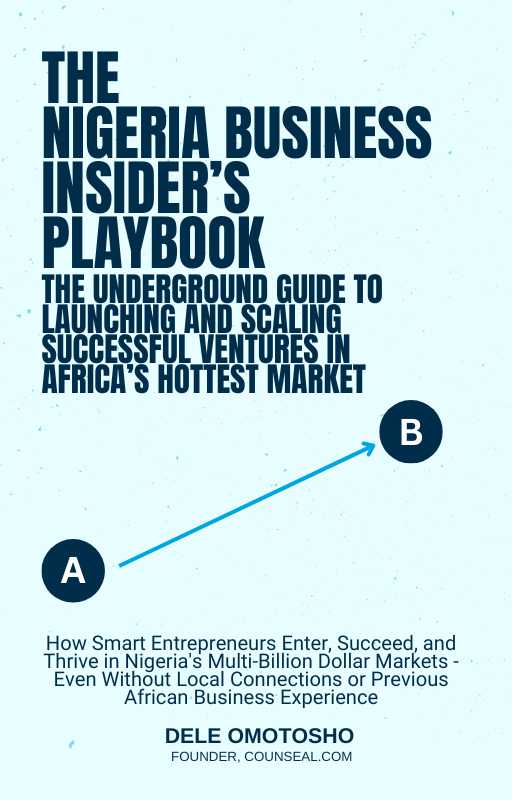 THE
NIGERIA BUSINESS
INSIDER’S
PLAYBOOK
THE UNDERGROUND GUIDE TO
LAUNCHING AND SCALING
SUCCESSFUL VENTURES IN
AFRICA’S HOTTEST MARKET
B
A
How Smart Entrepreneurs Enter, Succeed, and
Thrive in Nigeria's Multi-Billion Dollar Markets -
Even Without Local Connections or Previous
African Business Experience
DELE OMOTOSHO
FOUNDER, COUNSEAL.COM